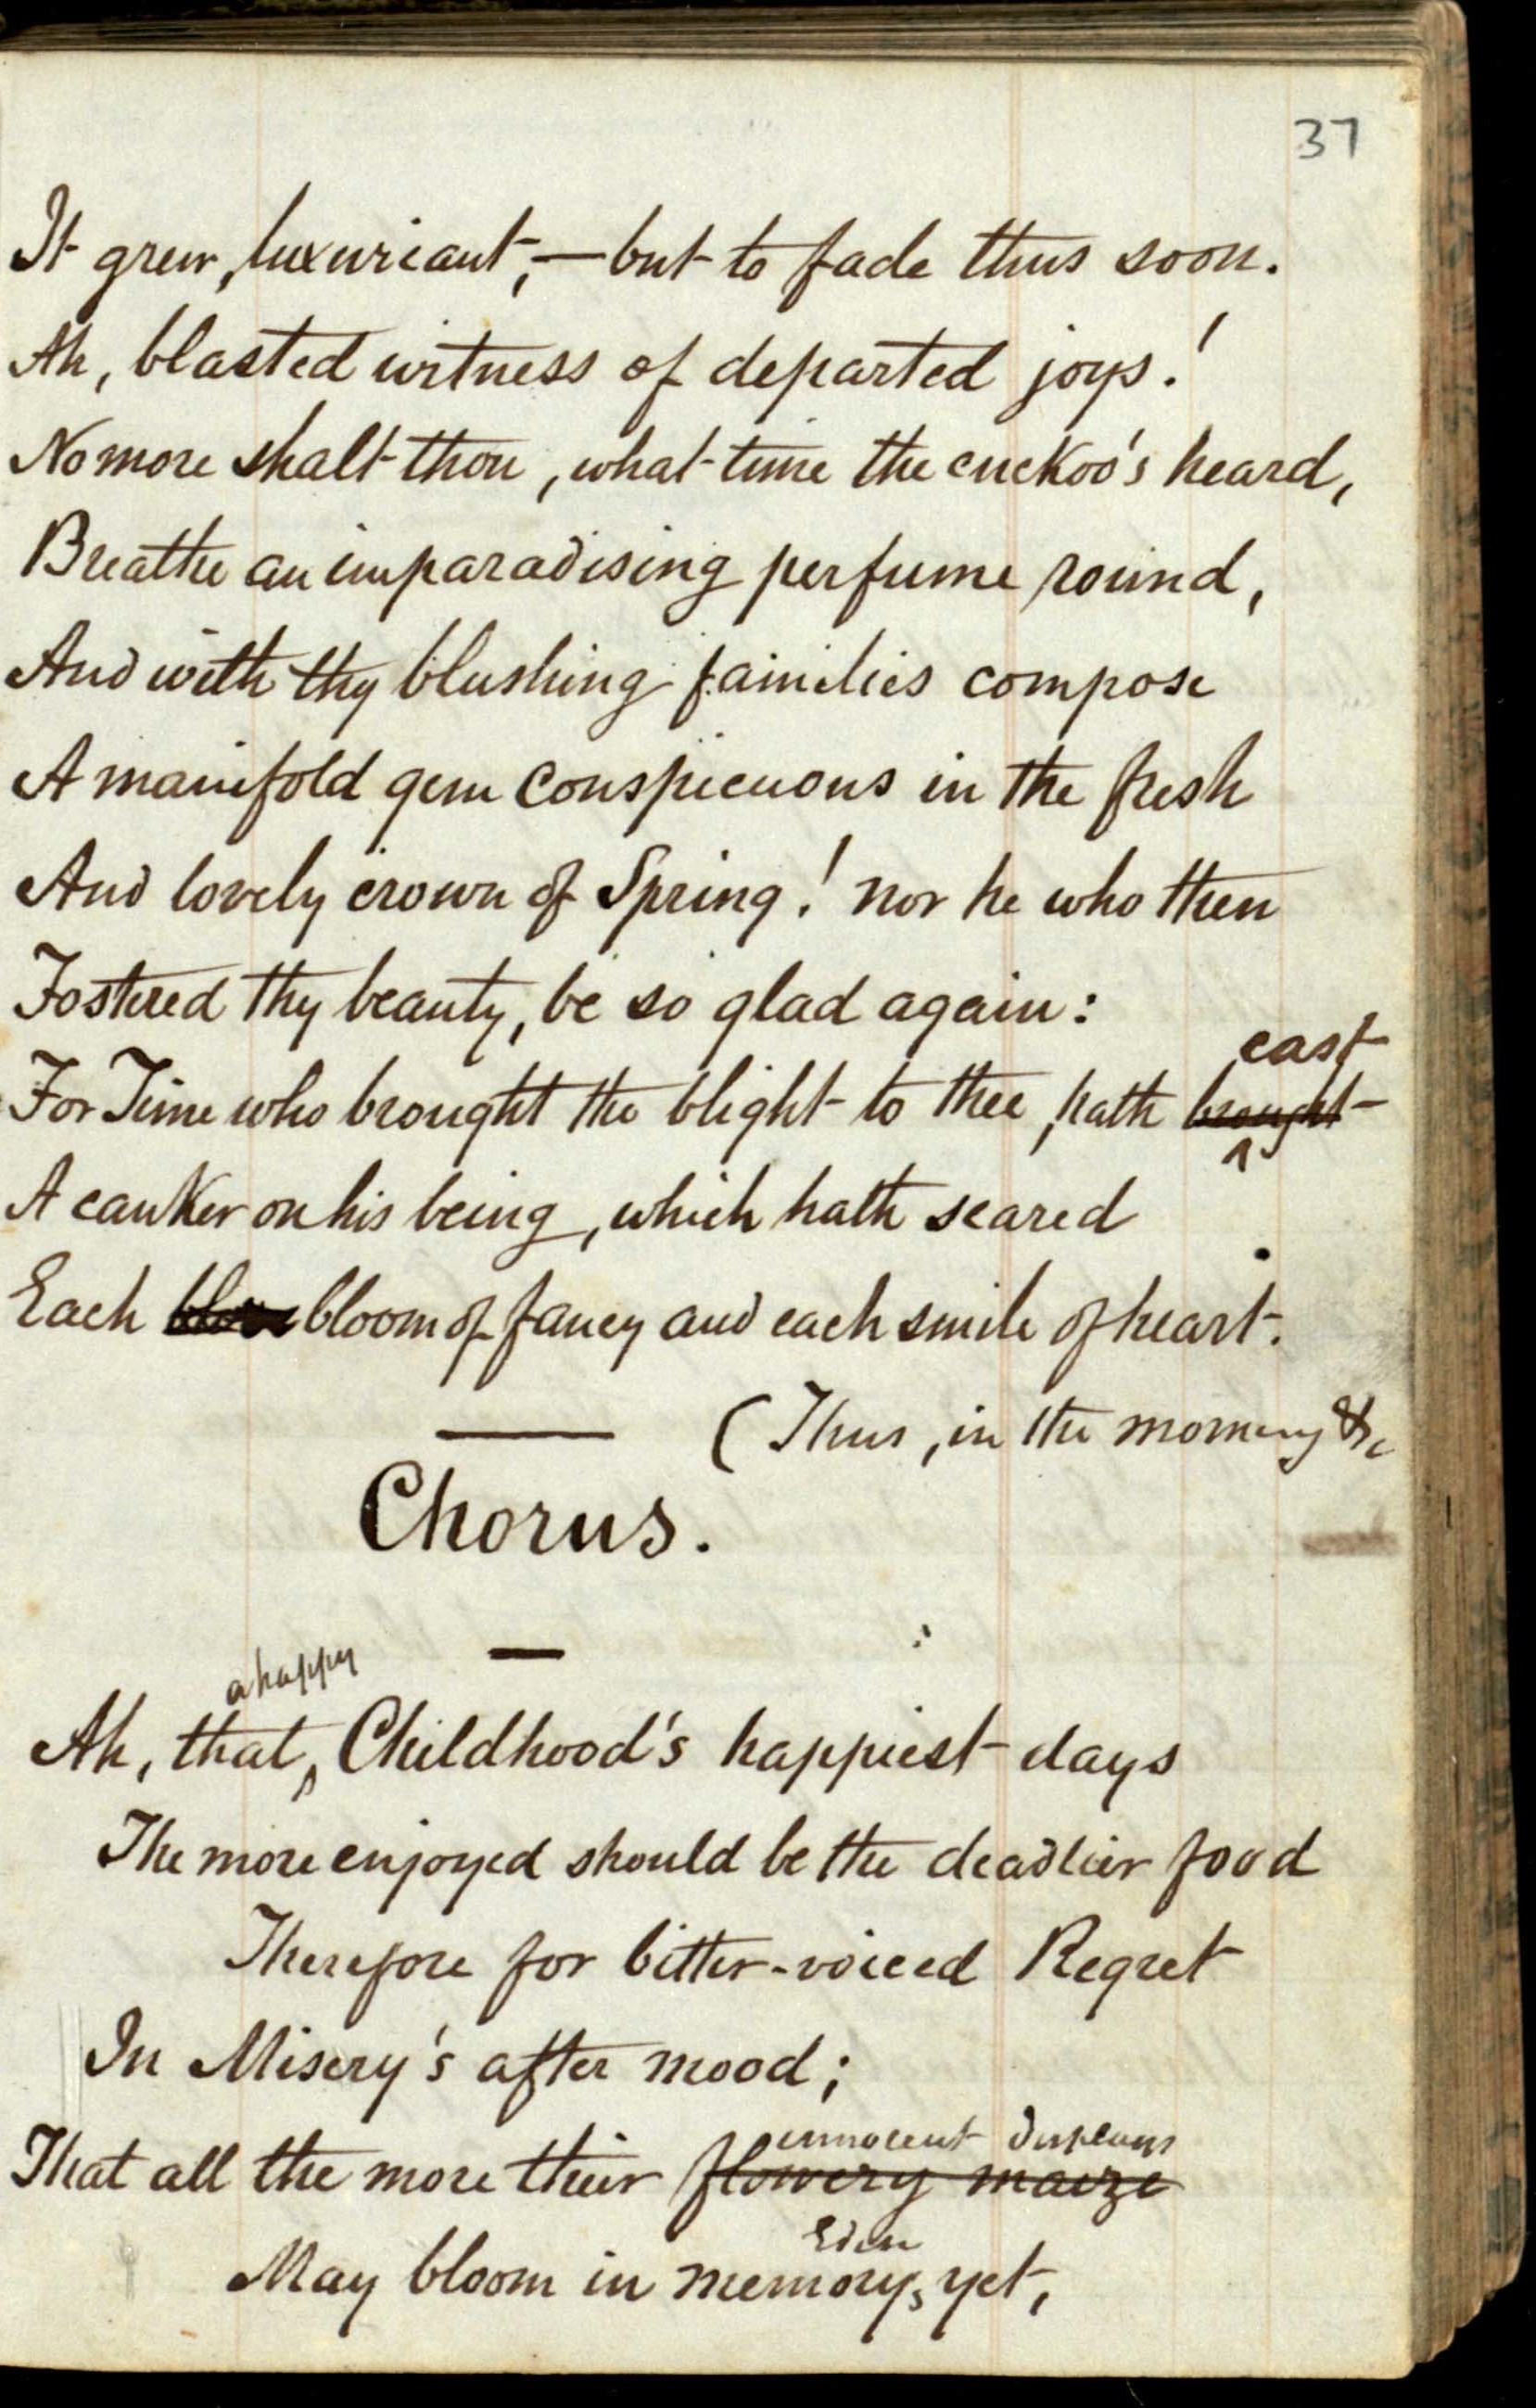 37
It grew, luxuriant,—but to fade thus soon.
Ah, blasted witness of departed joys!
No more shalt thou, what time the cuckoo's heard,
Breathe an imparadising perfume round,
And with thy blushing families compose
A manifold gem conspicuous in the fresh
And lovely crown of Spring! nor he who then
Fostered thy beauty, be so glad again:
cast
For Time who brought the blight to thee, hath brought
A canker on his being, which hath seared
Each bloom of fancy and each smile of heart.
(Thus, in the morning &c
Chorus.
a happy
Ah, that Childhood's happiest days
The more enjoyed should be the deadlier food
Therefore for bitter-voiced Regret
In Misery's after mood;
innocent displays
That all the more their flowery maize
Eden
May bloom in memory, yet,